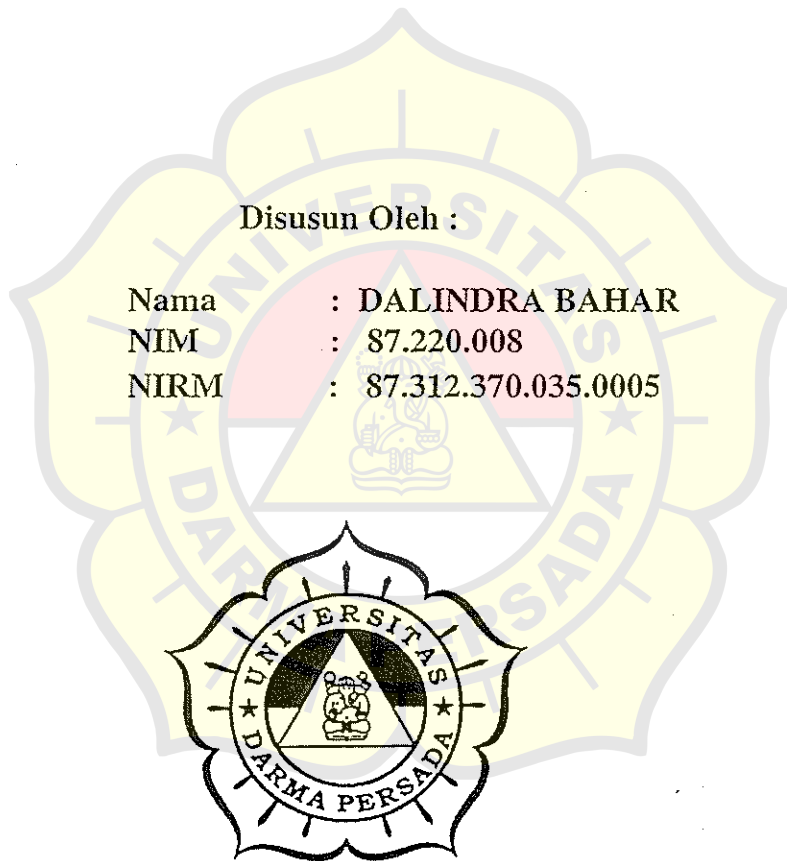 Disusun Oleh :
Nama : DALINDRA BAHAR
NIM : 87.220.008
NIRM : 87.312.370.035.0005
UNIVERSITAS
DARMA PERSADA
UNIVERSITAS
DARMA PERSADA